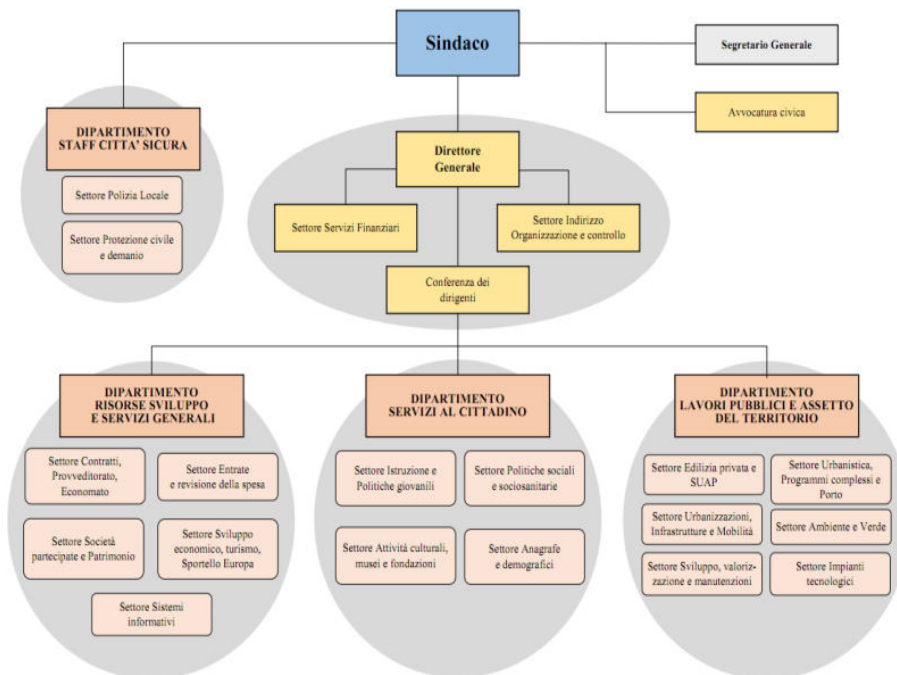 Sindaco
Segretario Generale
Avvocatura civica
DIPARTIMENTO
STAFF CITTA' SICURA
Settore Polizia Locale
Settore Protezione civile
e demanio
Direttore
Generale
Settore Servizi Finanziari
Settore Indirizzo
Organizzazione e controllo
Conferenza dei
dirigenti
DIPARTIMENTO
RISORSE SVILUPPO
E SERVIZI GENERALI
Settore Contratti,
Provveditorato,
Economato
Settore Entrate
e revisione della spesa
Settore Società
partecipate e Patrimonio
Settore Sviluppo
economico, turismo,
Sportello Europa
Settore Sistemi
informativi
DIPARTIMENTO
SERVIZI AL CITTADINO
Settore Istruzione e
Politiche giovanili
Settore Politiche sociali
e sociosanitarie
Settore Attività culturali,
musei e fondazioni
Settore Anagrafe
e demografici
DIPARTIMENTO
LAVORI PUBBLICI E ASSETTO
DEL TERRITORIO
Settore Edilizia privata e
SUAP
Settore Urbanistica,
Programmi complessi e
Porto
Settore Urbanizzazioni,
Infrastrutture e Mobilità
Settore Ambiente e Verde
Settore Sviluppo, valoriz-
zazione e manutenzioni
Settore Impianti
tecnologici